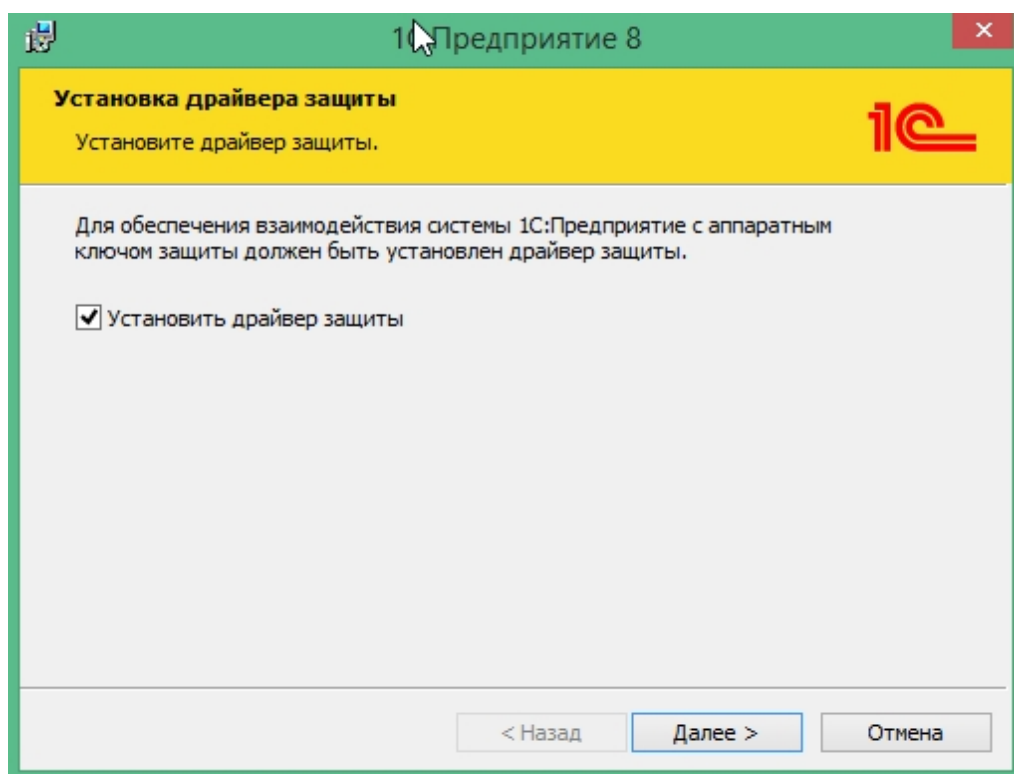 1С:Предприятие 8
Установка драйвера защиты
Установите драйвер защиты.
1С
Для обеспечения взаимодействия системы 1С:Предприятие с аппаратным
ключом защиты должен быть установлен драйвер защиты.
Установить драйвер защиты
< Назад
Далее >
Отмена